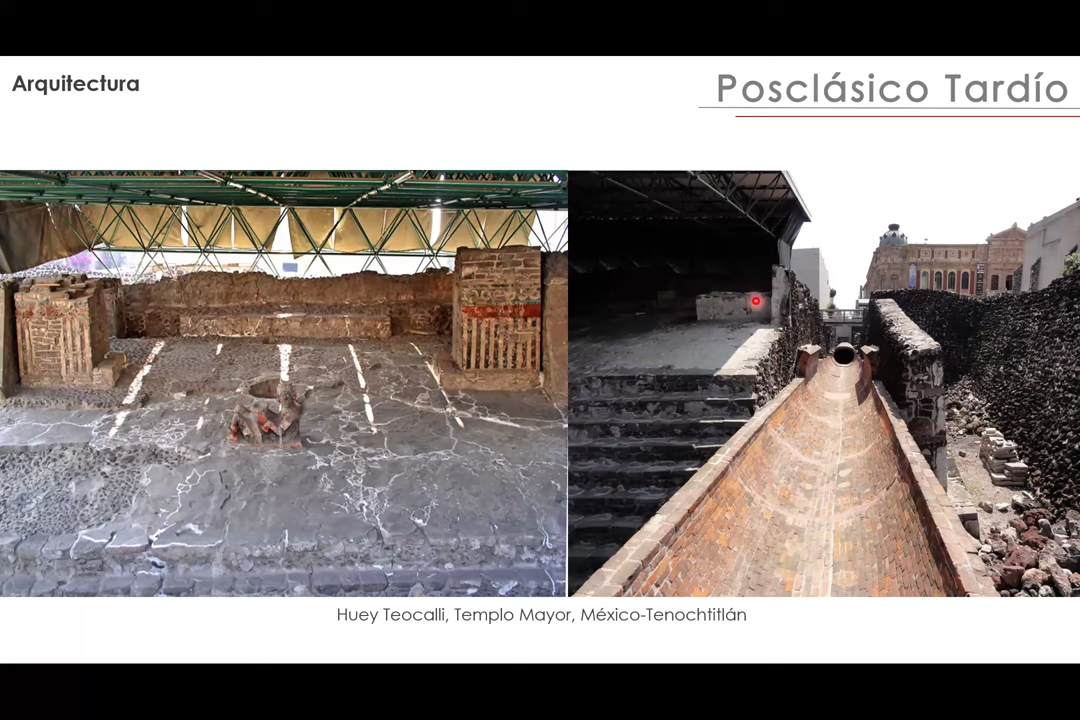 Arquitectura
Posclásico Tardío
Huey Teocalli, Templo Mayor, México-Tenochtitlán